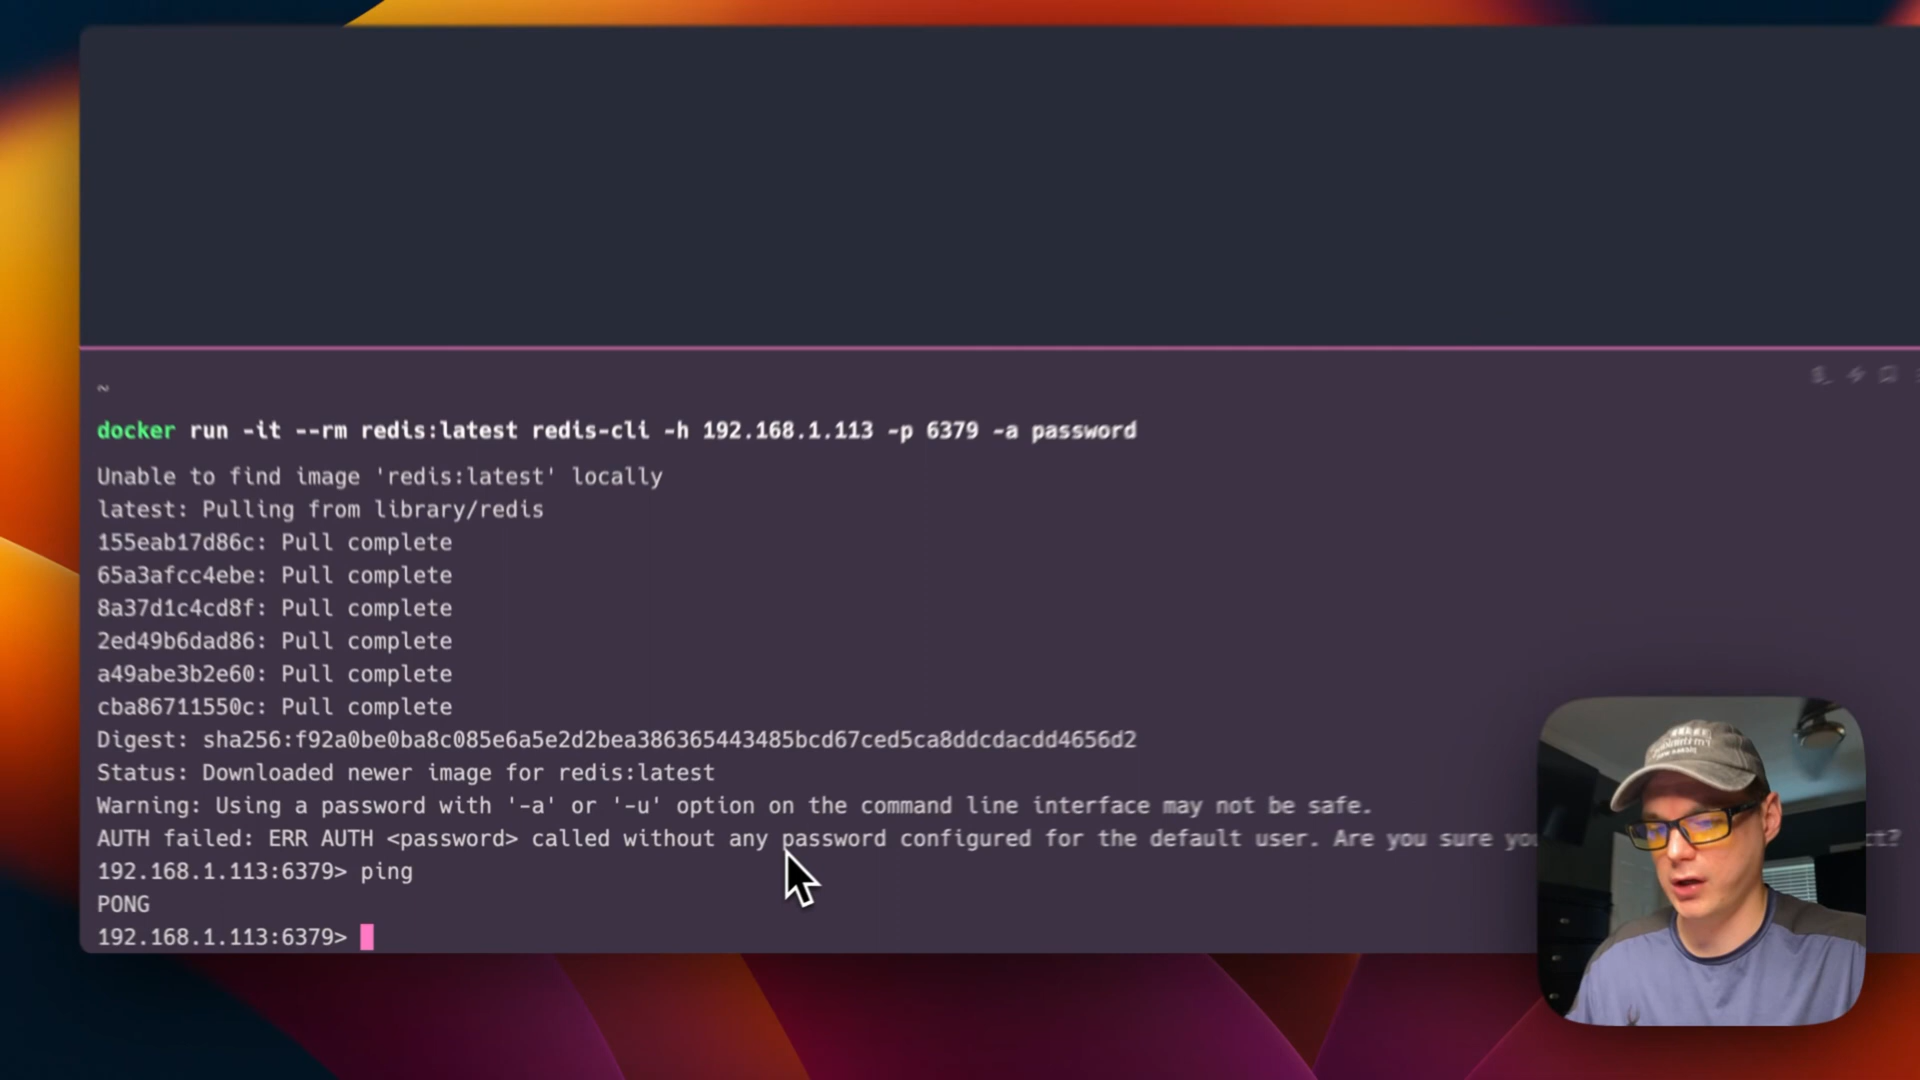 ~
docker run -it --rm redis:latest redis-cli -h 192.168.1.113 -p 6379 -a password
Unable to find image 'redis:latest' locally
latest: Pulling from library/redis
155eab17d86c: Pull complete
65a3afcc4ebe: Pull complete
8a37d1c4cd8f: Pull complete
2ed49b6dad86: Pull complete
a49abe3b2e60: Pull complete
cba86711550c: Pull complete
Digest: sha256:f92a0be0ba8c085e6a5e2d2bea386365443485bcd67ced5ca8ddcdacdd4656d2
Status: Downloaded newer image for redis:latest
Warning: Using a password with '-a' or '-u' option on the command line interface may not be safe.
AUTH failed: ERR AUTH <password> called without any password configured for the default user. Are you sure
192.168.1.113:6379> ping
PONG
192.168.1.113:6379>